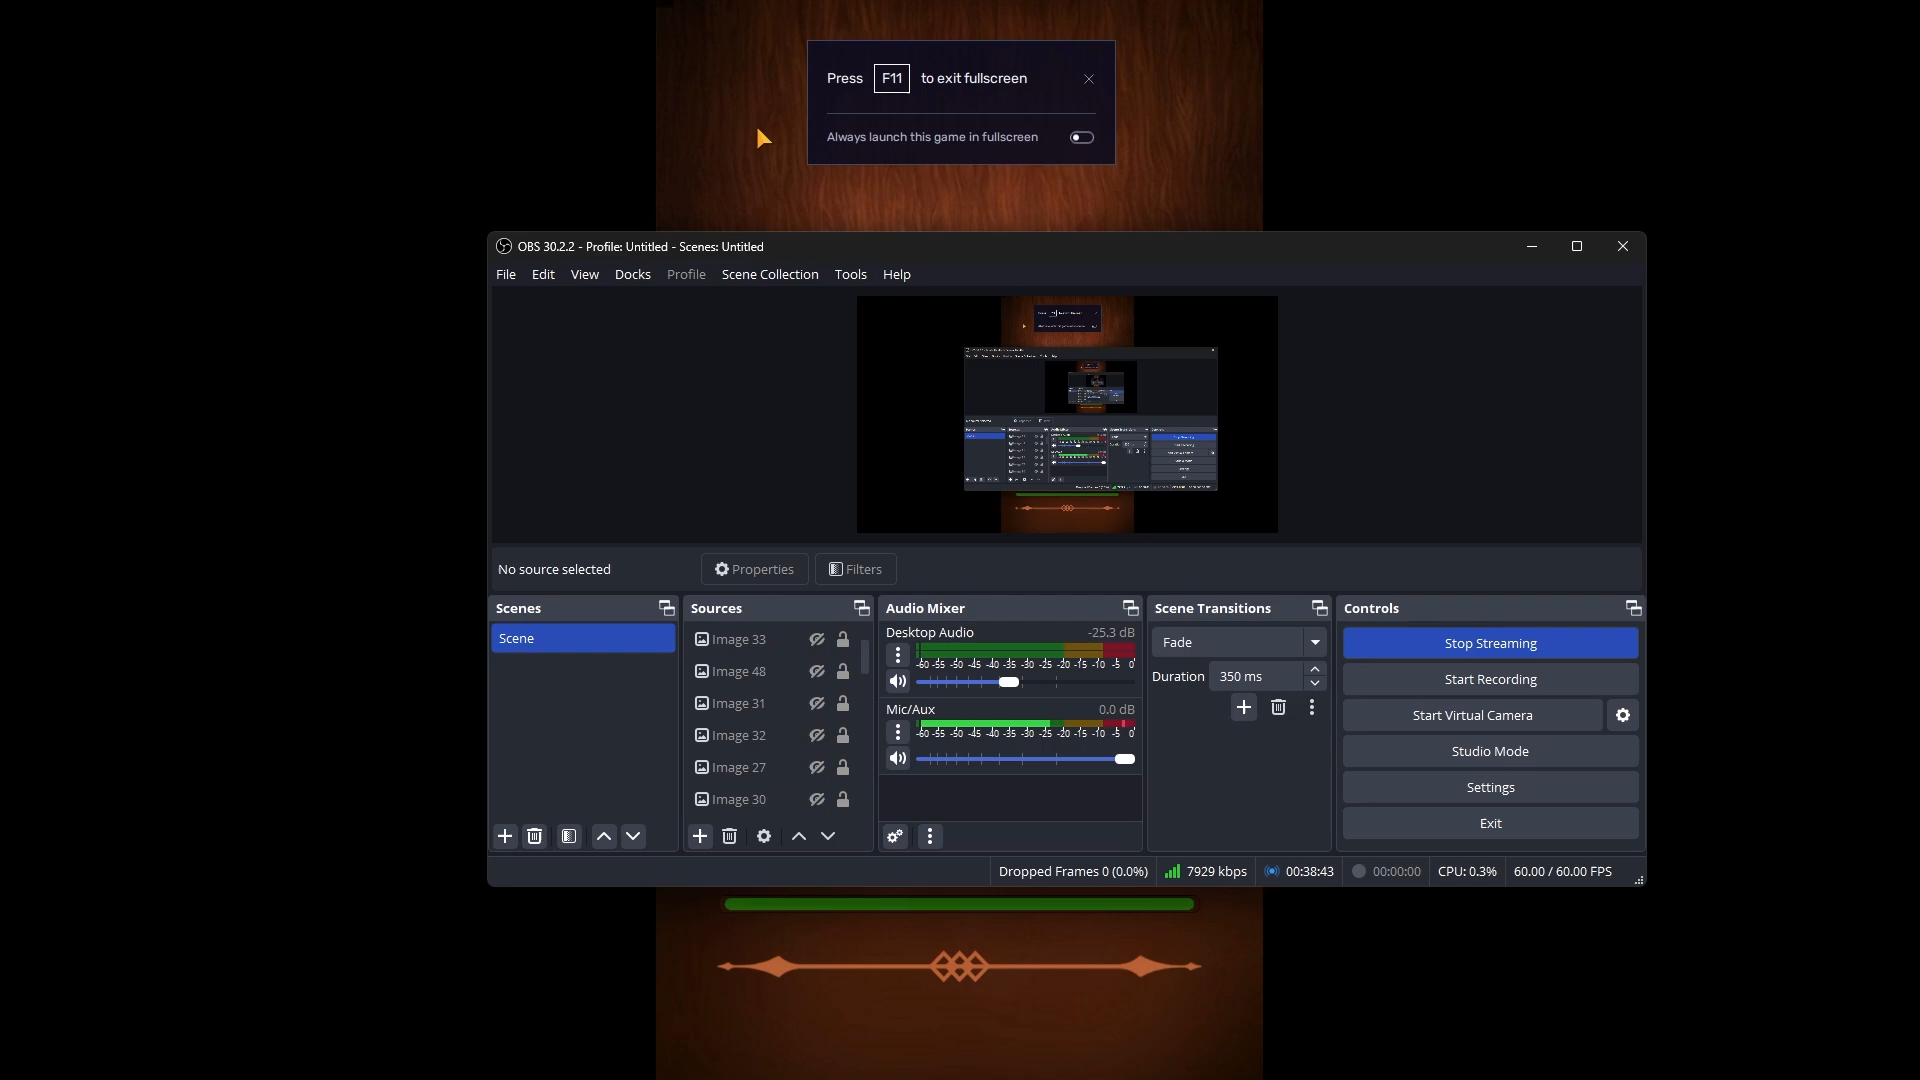 Press F11 to exit fullscreen
Always launch this game in fullscreen
OBS 30.2.2 - Profile: Untitled - Scenes: Untitled
File Edit View Docks Profile Scene Collection Tools Help
No source selected Properties Filters
Scenes Sources Audio Mixer Scene Transitions Controls
Scene
Image 33
Image 48
Image 31
Image 32
Image 27
Image 30
Desktop Audio -25.3 dB
-60 -55 -50 -45 -40 -35 -30 -25 -20 -15 -10 -5 0
Mic/Aux 0.0 dB
-60 -55 -50 -45 -40 -35 -30 -25 -20 -15 -10 -5 0
Fade
Duration 350 ms
Stop Streaming
Start Recording
Start Virtual Camera
Studio Mode
Settings
Exit
Dropped Frames 0 (0.0%) 7929 kbps 00:38:43 00:00:00 CPU: 0.3% 60.00 / 60.00 FPS